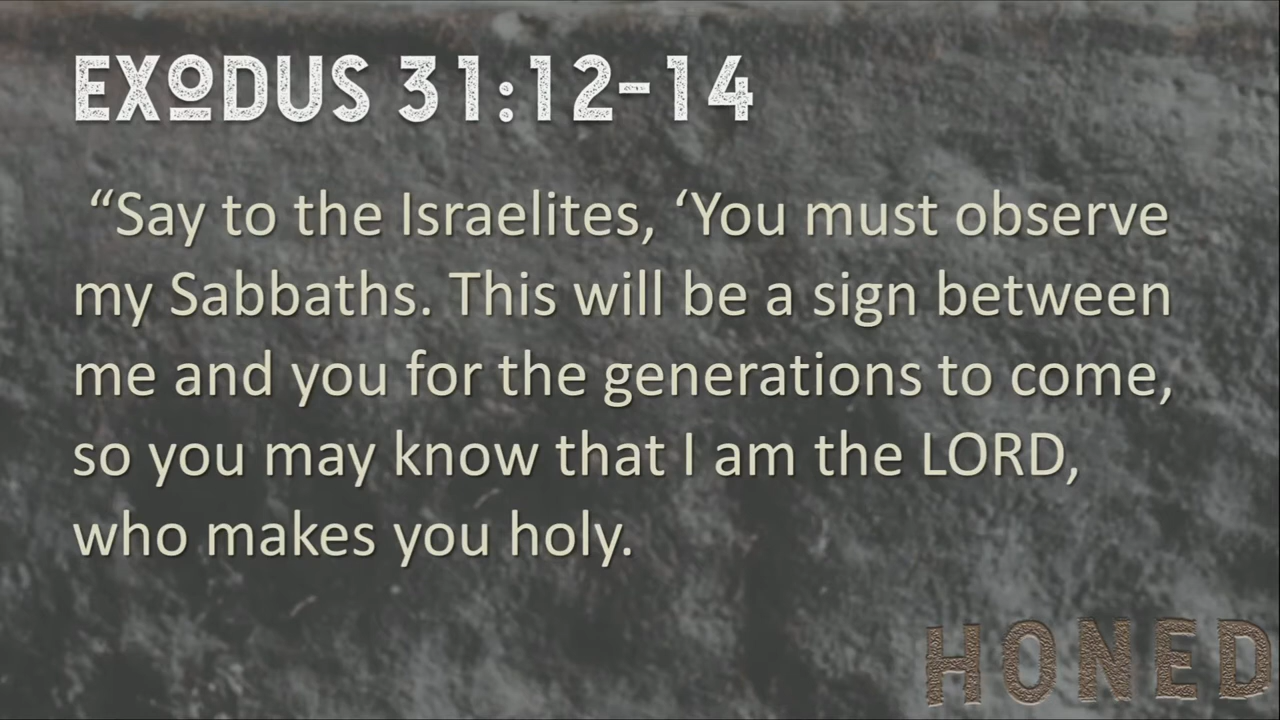 EXODUS 31:12-14
“Say to the Israelites, ‘You must observe
my Sabbaths. This will be a sign between
me and you for the generations to come,
so you may know that I am the LORD,
who makes you holy.
HONED